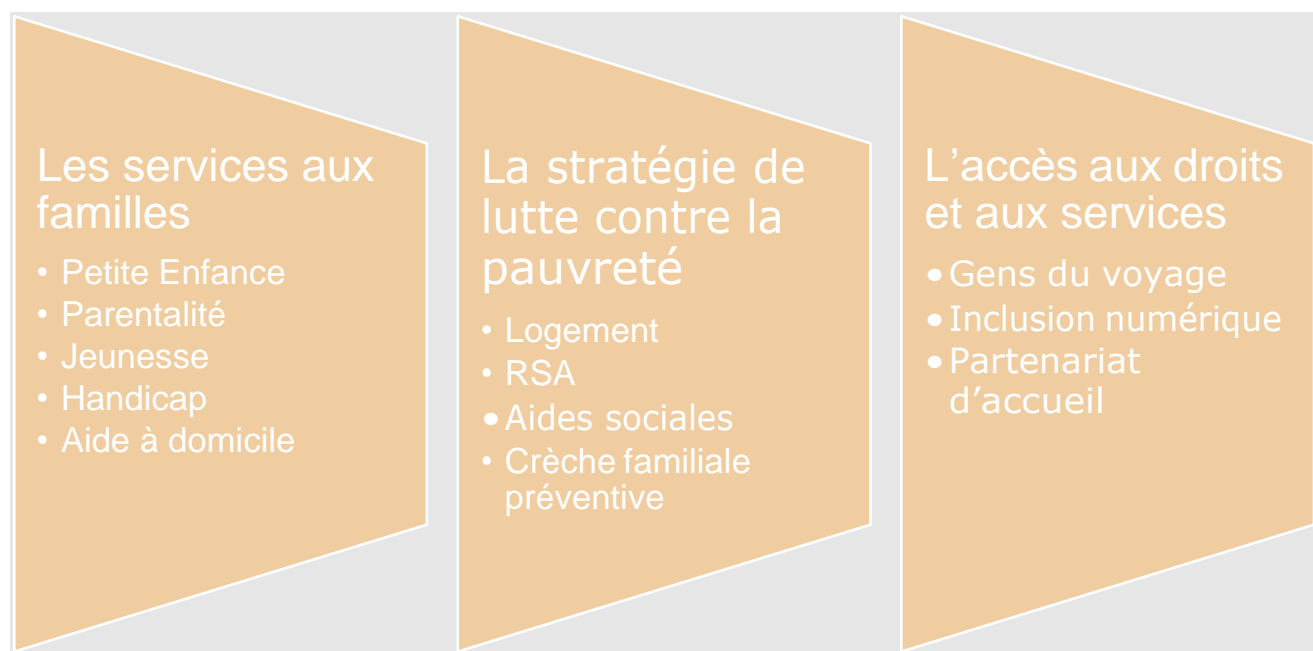 Les services aux
familles
• Petite Enfance
• Parentalité
• Jeunesse
• Handicap
• Aide à domicile
La stratégie de
lutte contre la
pauvreté
• Logement
• RSA
• Aides sociales
• Crèche familiale
préventive
L’accès aux droits
et aux services
• Gens du voyage
• Inclusion numérique
• Partenariat
d’accueil